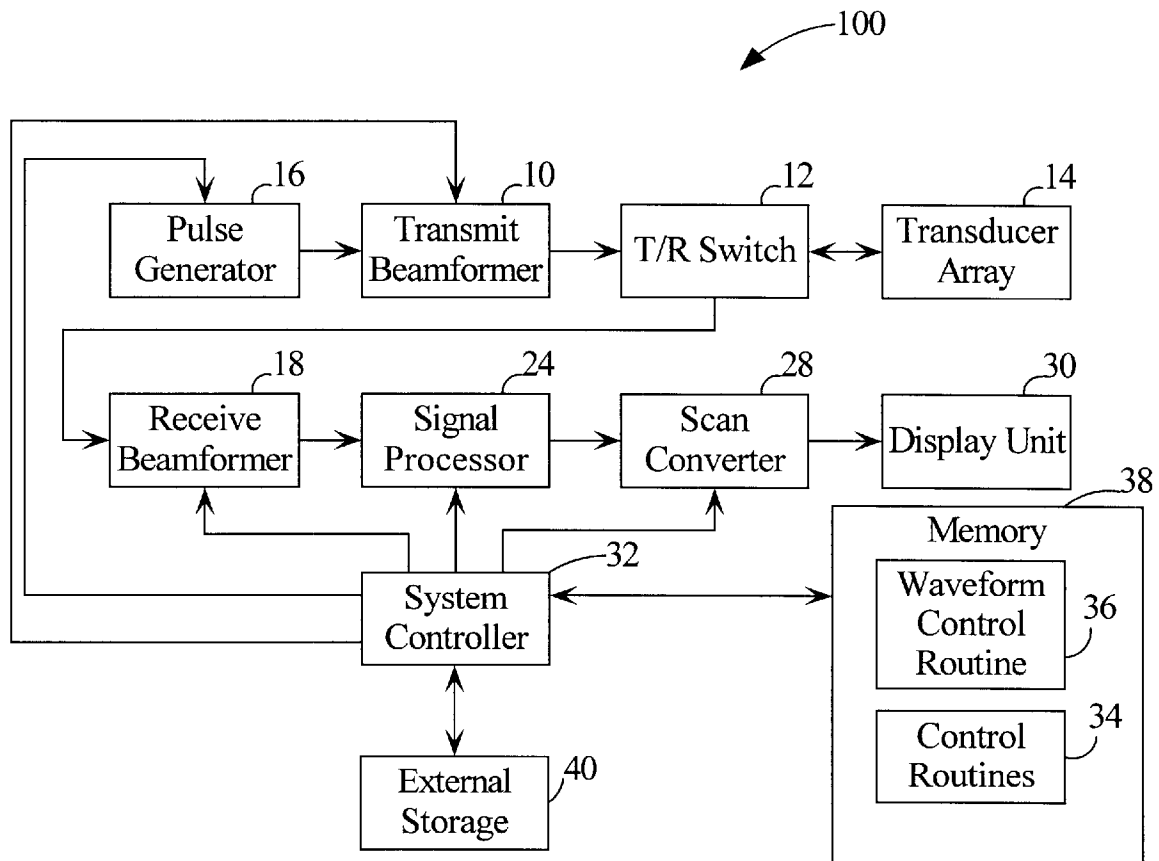 100
16
Pulse
Generator
10
Transmit
Beamformer
12
T/R Switch
14
Transducer
Array
18
Receive
Beamformer
24
Signal
Processor
28
Scan
Converter
30
Display Unit
32
System
Controller
38
Memory
Waveform
Control
Routine
36
Control
Routines
34
External
Storage
40